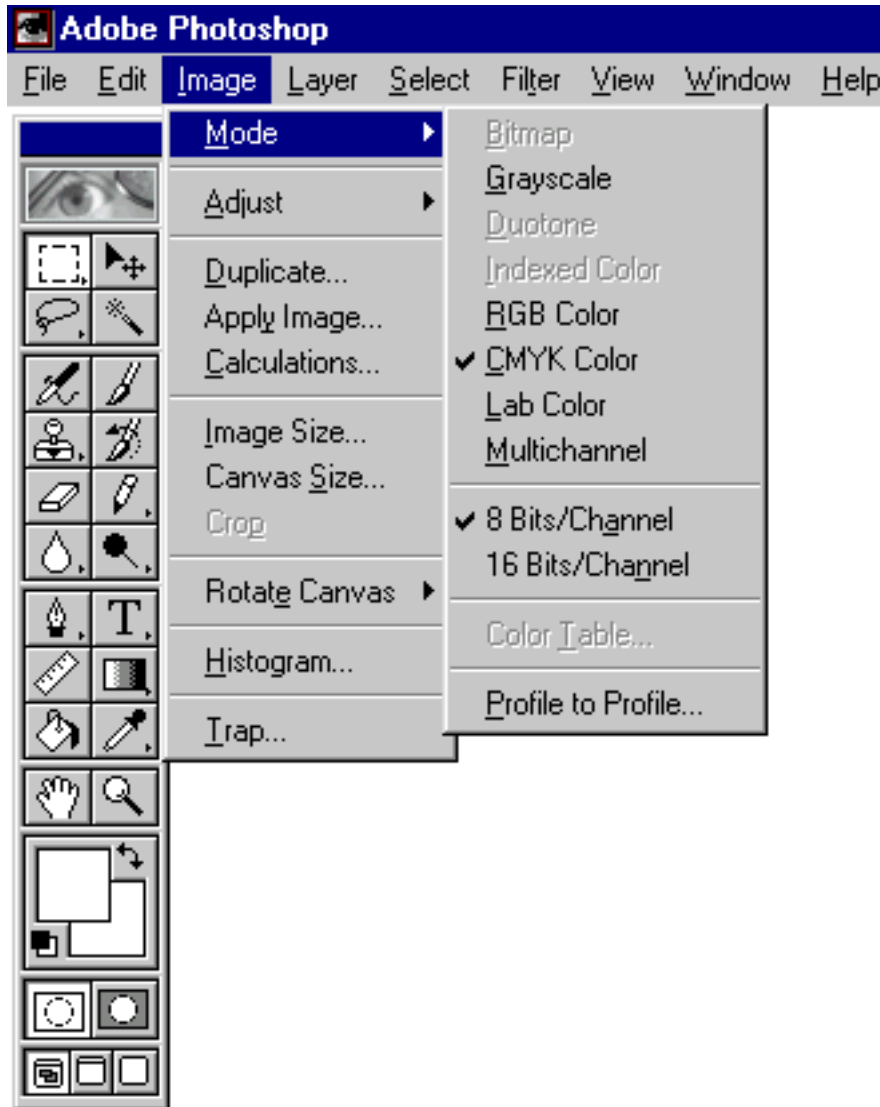 Adobe Photoshop
File Edit Image Layer Select Filter View Window Help
Mode
Adjust
Duplicate...
Apply Image...
Calculations...
Image Size...
Canvas Size...
Crop
Rotate Canvas
Histogram...
Trap...
Bitmap
Grayscale
Duotone
Indexed Color
RGB Color
CMYK Color
Lab Color
Multichannel
8 Bits/Channel
16 Bits/Channel
Color Table...
Profile to Profile...
T